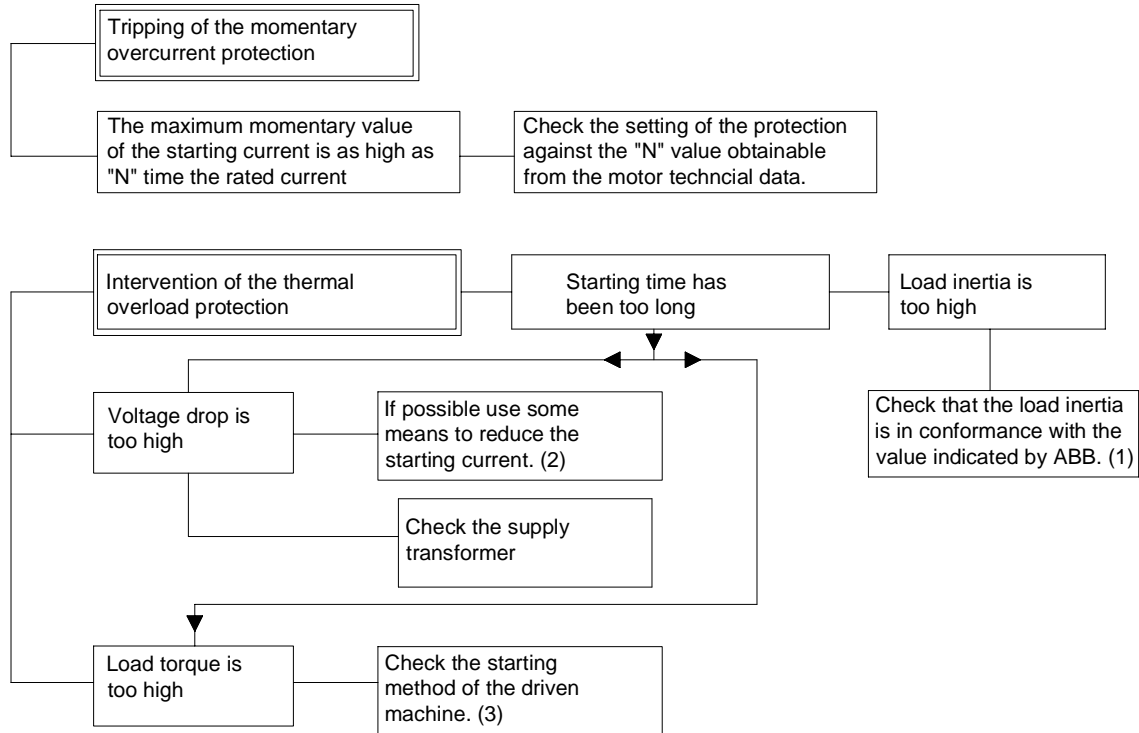 Tripping of the momentary
overcurrent protection
The maximum momentary value
of the starting current is as high as
"N" time the rated current
Check the setting of the protection
against the "N" value obtainable
from the motor techncial data.
Intervention of the thermal
overload protection
Starting time has
been too long
Load inertia is
too high
Voltage drop is
too high
If possible use some
means to reduce the
starting current. (2)
Check that the load inertia
is in conformance with the
value indicated by ABB. (1)
Check the supply
transformer
Load torque is
too high
Check the starting
method of the driven
machine. (3)